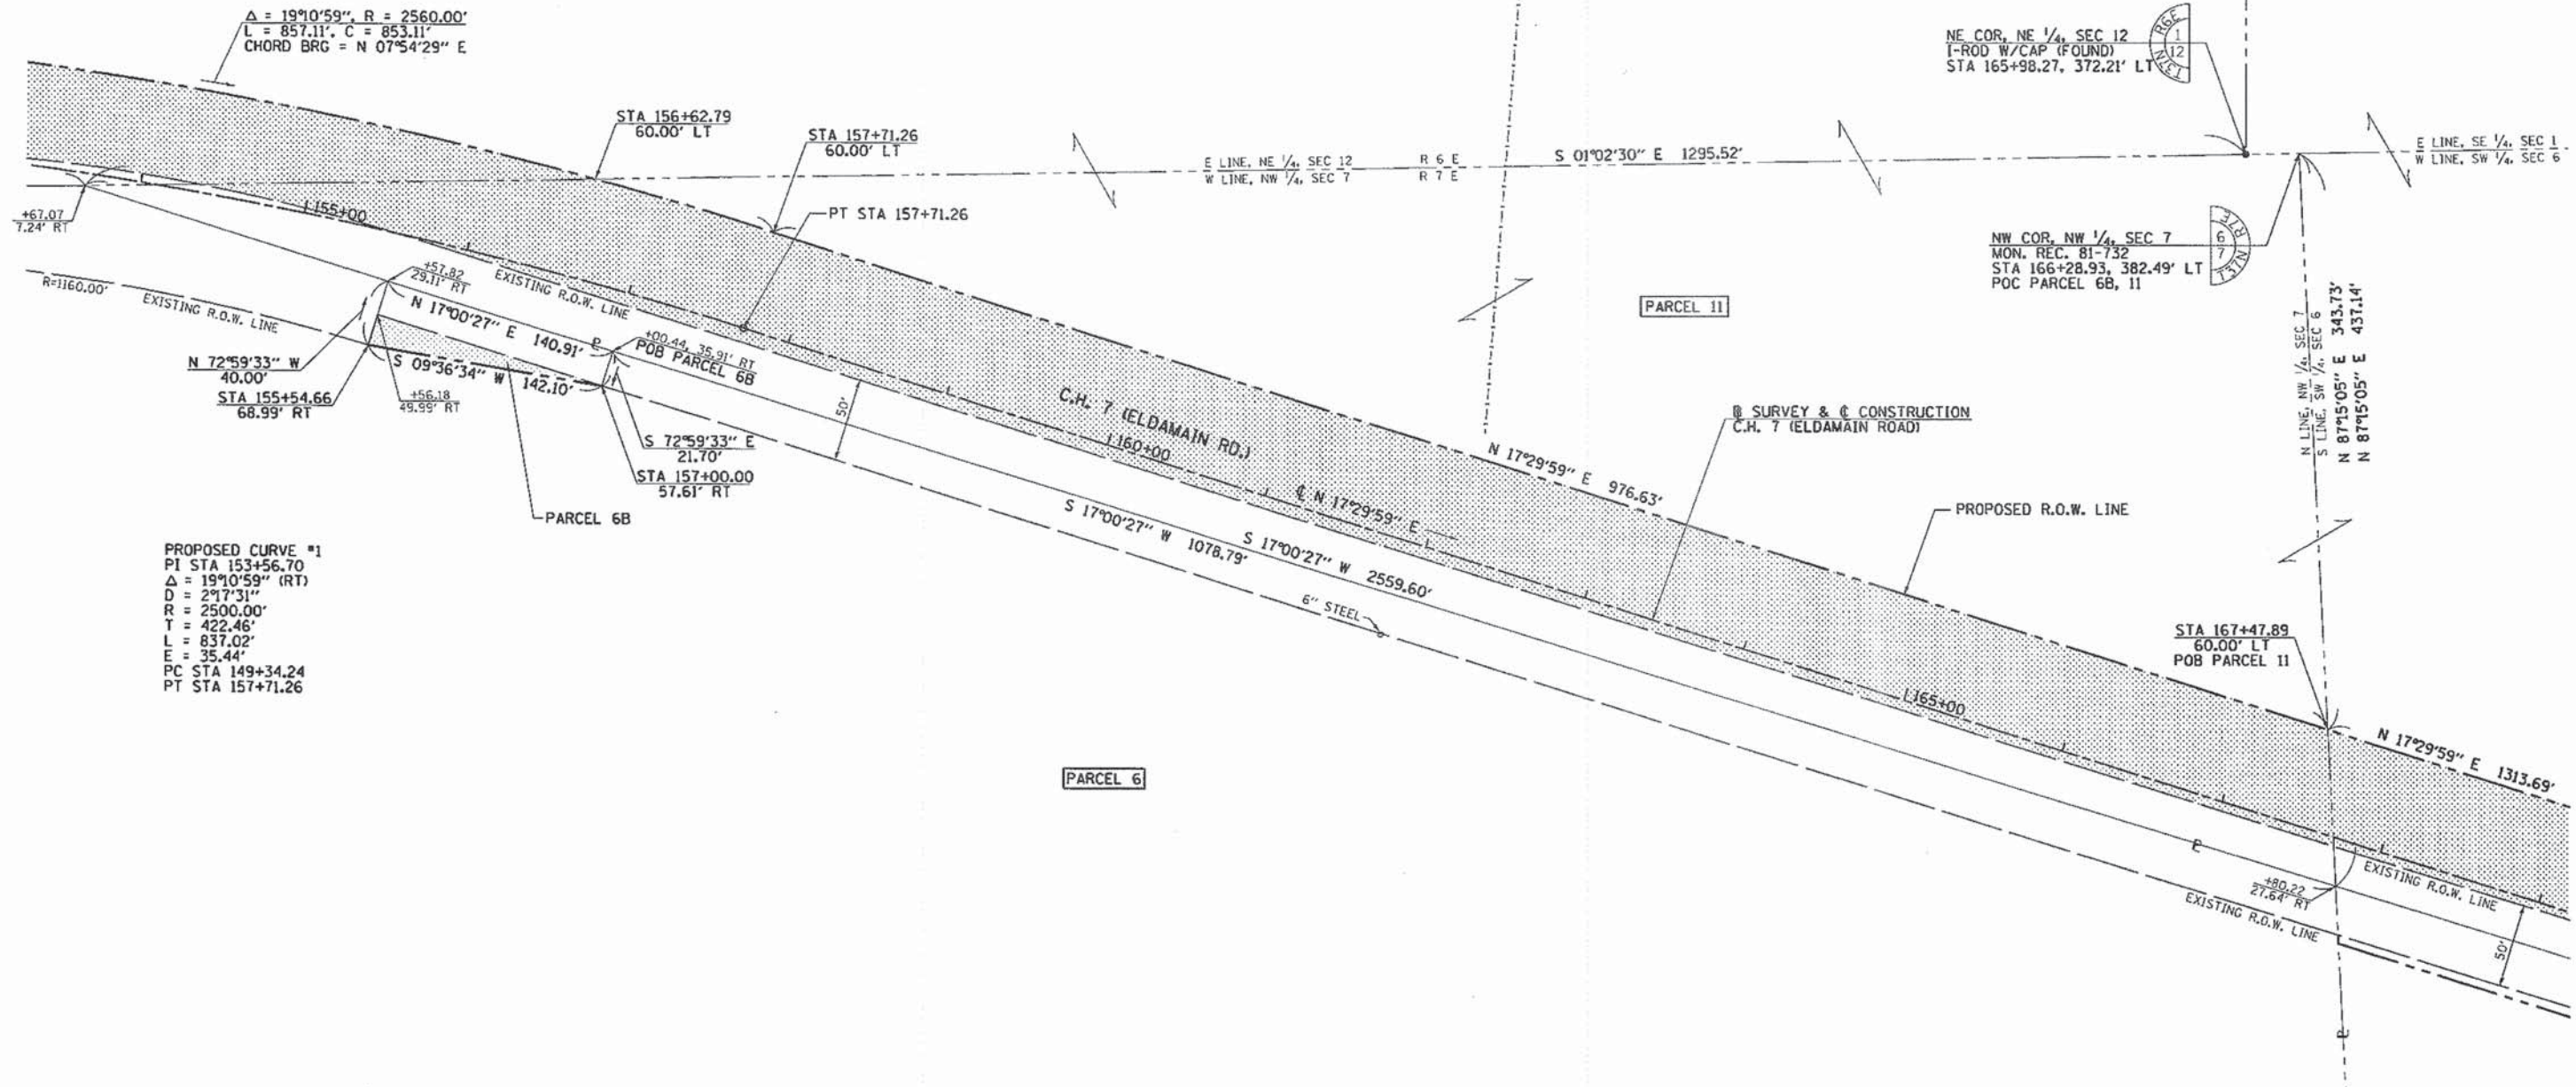 Δ = 19°10'59", R = 2560.00'
L = 857.11', C = 853.11'
CHORD BRG = N 07°54'29" E
STA 156+62.79
60.00' LT
STA 157+71.26
60.00' LT
PT STA 157+71.26
NE COR, NE 1/4, SEC 12
I-ROD W/CAP (FOUND)
STA 165+98.27, 372.21' LT
R6E
1
12
T37N
E LINE, NE 1/4, SEC 12
W LINE, NW 1/4, SEC 7
R 6 E
R 7 E
S 01°02'30" E 1295.52'
E LINE, SE 1/4, SEC 1
W LINE, SW 1/4, SEC 6
NW COR, NW 1/4, SEC 7
MON. REC. 81-732
STA 166+28.93, 382.49' LT
POC PARCEL 6B, 11
R7E
6
7
T37N
N LINE, NW 1/4, SEC 7
S LINE, SW 1/4, SEC 6
N 87°15'05" E 343.73'
N 87°15'05" E 437.14'
+67.07
7.24' RT
155+00
R=1160.00'
EXISTING R.O.W. LINE
+57.82
29.11' RT
EXISTING R.O.W. LINE
N 17°00'27" E 140.91'
P
+00.44, 35.91' RT
POB PARCEL 6B
N 72°59'33" W
40.00'
S 09°36'34" W 142.10'
STA 155+54.66
68.99' RT
+56.18
49.99' RT
S 72°59'33" E
21.70'
STA 157+00.00
57.61' RT
PARCEL 6B
50'
PARCEL 11
C.H. 7 (ELDAMAIN RD.)
160+00
℄ N 17°29'59" E
N 17°29'59" E 976.63'
B SURVEY & ℄ CONSTRUCTION
C.H. 7 (ELDAMAIN ROAD)
PROPOSED R.O.W. LINE
S 17°00'27" W 1078.79'
S 17°00'27" W 2559.60'
6" STEEL
PROPOSED CURVE #1
PI STA 153+56.70
Δ = 19°10'59" (RT)
D = 2°17'31"
R = 2500.00'
T = 422.46'
L = 837.02'
E = 35.44'
PC STA 149+34.24
PT STA 157+71.26
PARCEL 6
165+00
STA 167+47.89
60.00' LT
POB PARCEL 11
N 17°29'59" E 1313.69'
P
+80.22
27.64' RT
EXISTING R.O.W. LINE
EXISTING R.O.W. LINE
50'
P